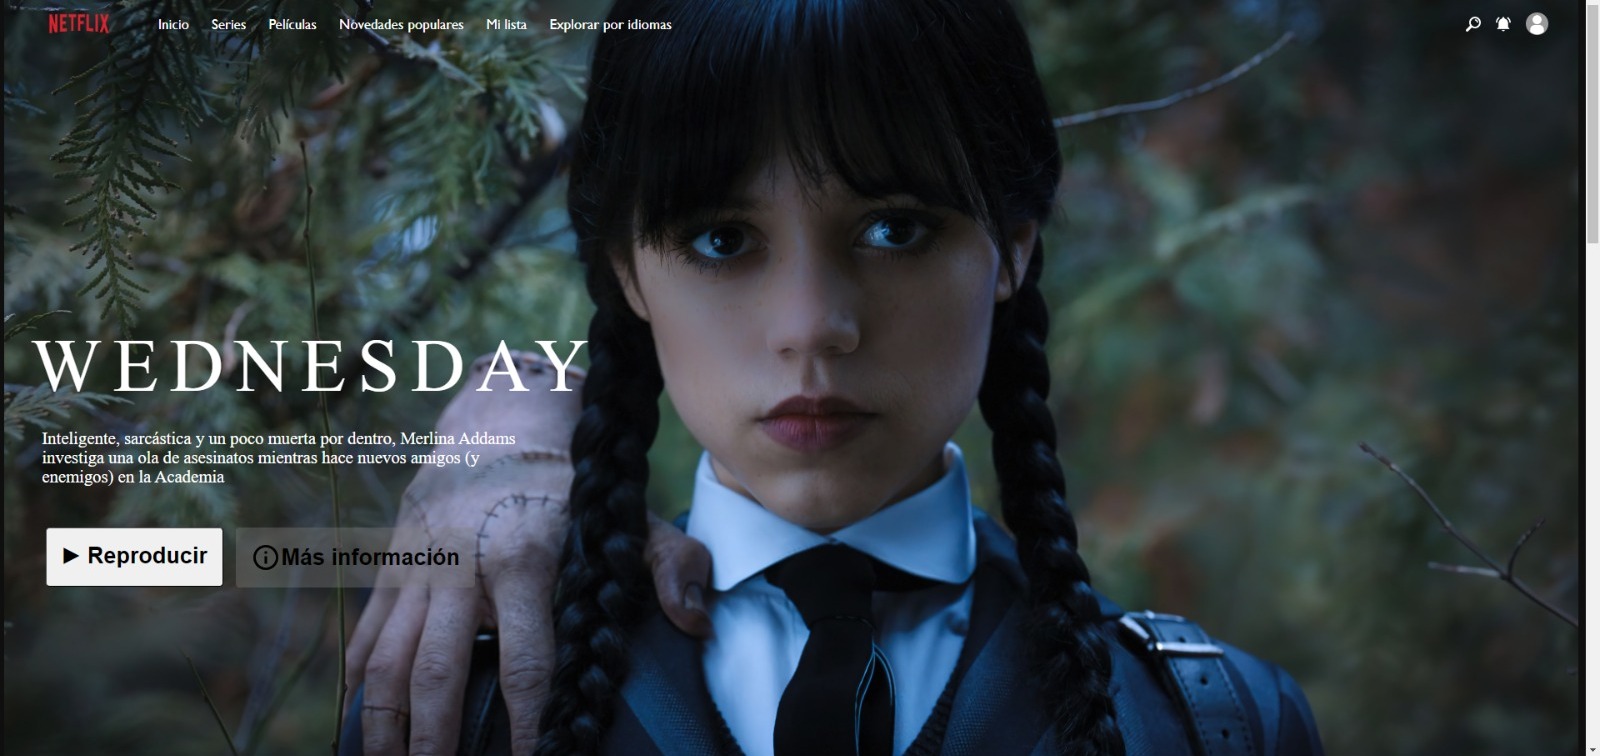 NETFLIX Inicio Series Películas Novedades populares Mi lista Explorar por idiomas
WEDNESDAY
Inteligente, sarcástica y un poco muerta por dentro, Merlina Addams
investiga una ola de asesinatos mientras hace nuevos amigos (y
enemigos) en la Academia
Reproducir Más información